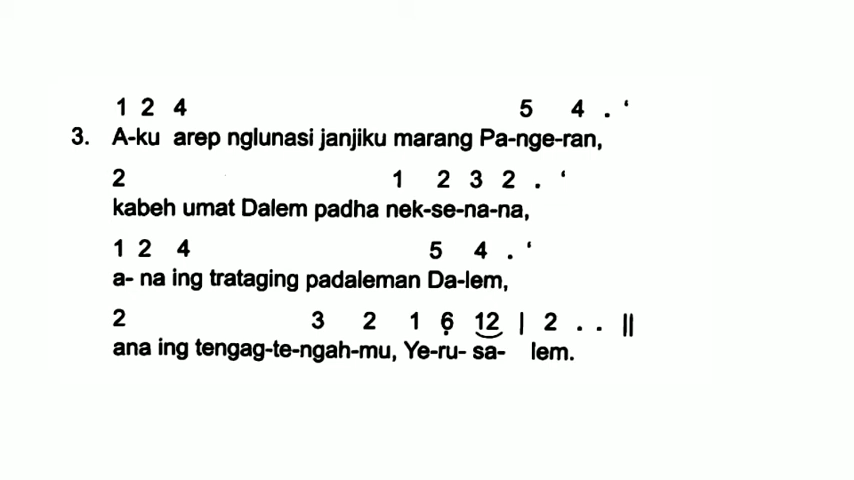 1 2 4 5 4 . ‘
3. A-ku arep nglunasi janjiku marang Pa-nge-ran,
2 1 2 3 2 . ‘
kabeh umat Dalem padha nek-se-na-na,
1 2 4 5 4 . ‘
a- na ing trataging padaleman Da-lem,
2 3 2 1 6̣ 12 | 2 . . ||
ana ing tengag-te-ngah-mu, Ye-ru- sa- lem.